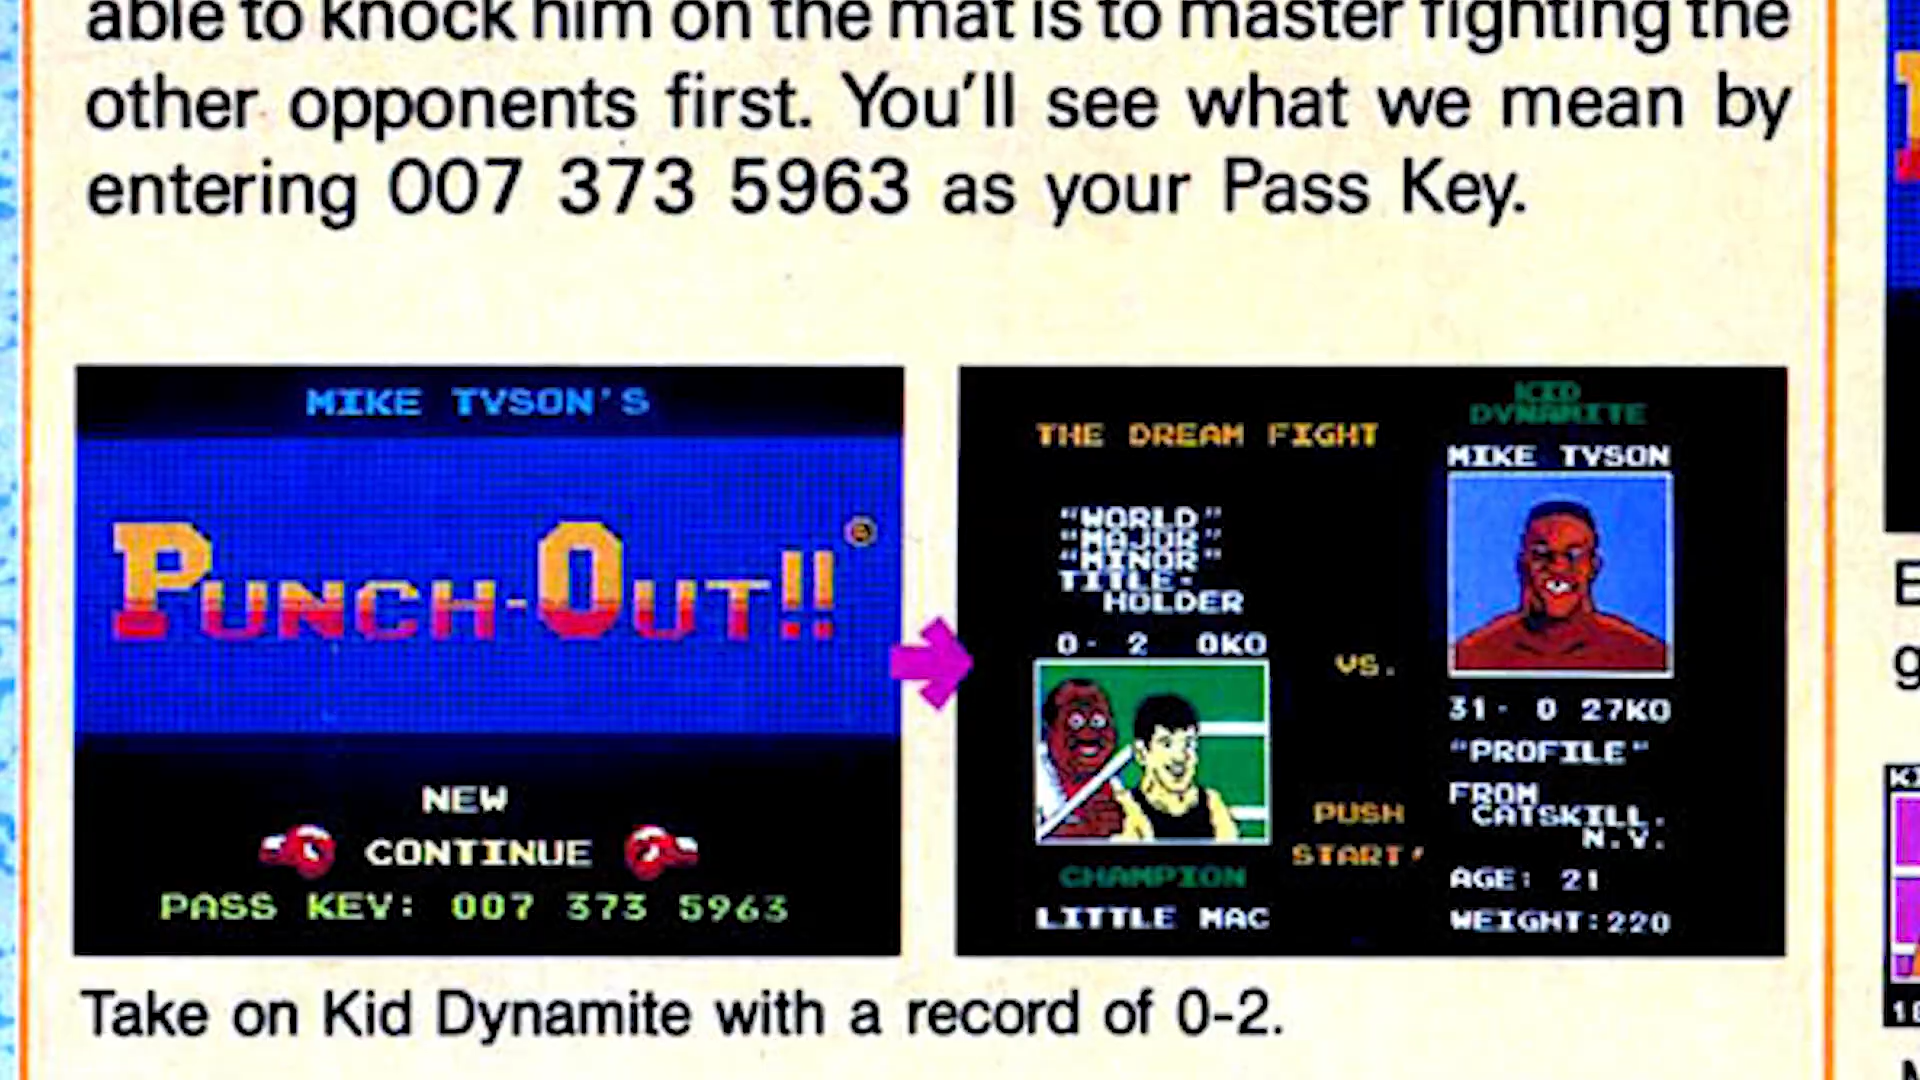 able to knock him on the mat is to master fighting the
other opponents first. You'll see what we mean by
entering 007 373 5963 as your Pass Key.
MIKE TYSON'S
PUNCH-OUT!!®
NEW
CONTINUE
PASS KEY: 007 373 5963
THE DREAM FIGHT
"WORLD"
"MAJOR"
"MINOR"
TITLE-
HOLDER
0- 2 0KO
CHAMPION
LITTLE MAC
VS.
PUSH
START!
KID
DYNAMITE
MIKE TYSON
31- 0 27KO
"PROFILE"
FROM
CATSKILL,
N.Y.
AGE: 21
WEIGHT:220
Take on Kid Dynamite with a record of 0-2.